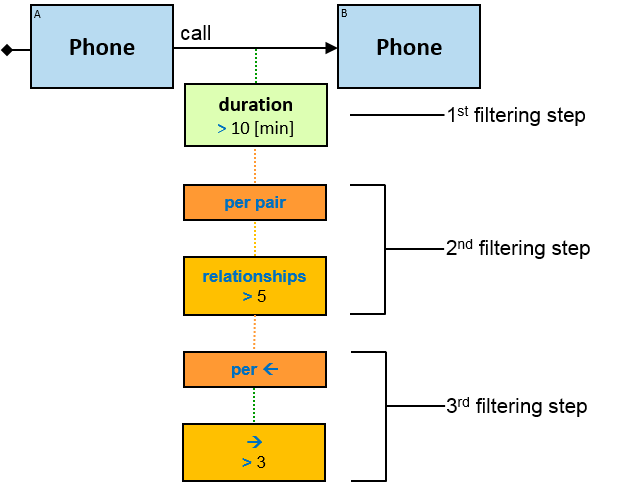 A
Phone
call
B
Phone
duration
> 10 [min]
1st filtering step
per pair
relationships
> 5
2nd filtering step
per ←
→
> 3
3rd filtering step